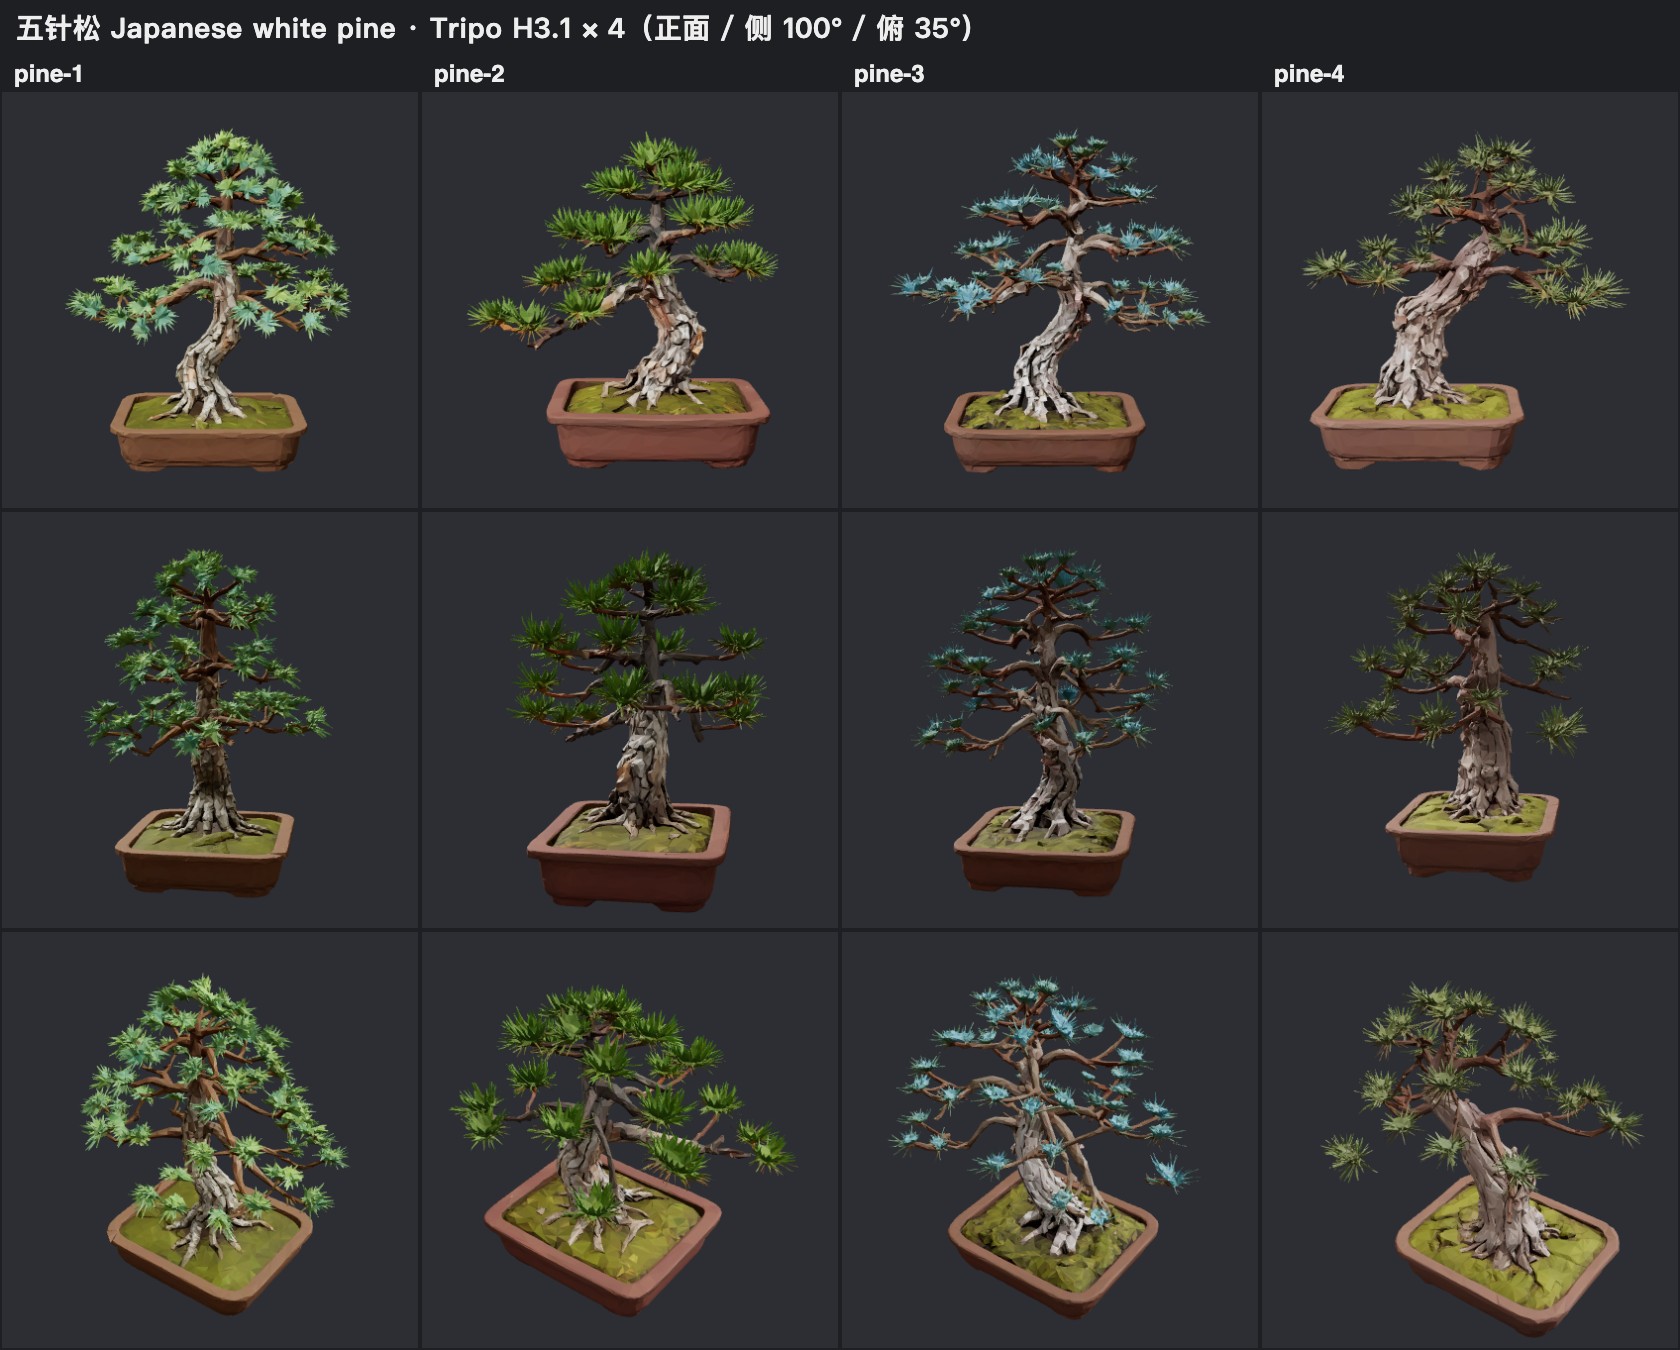 五针松 Japanese white pine · Tripo H3.1 × 4（正面 / 侧 100° / 俯 35°）
pine-1
pine-2
pine-3
pine-4